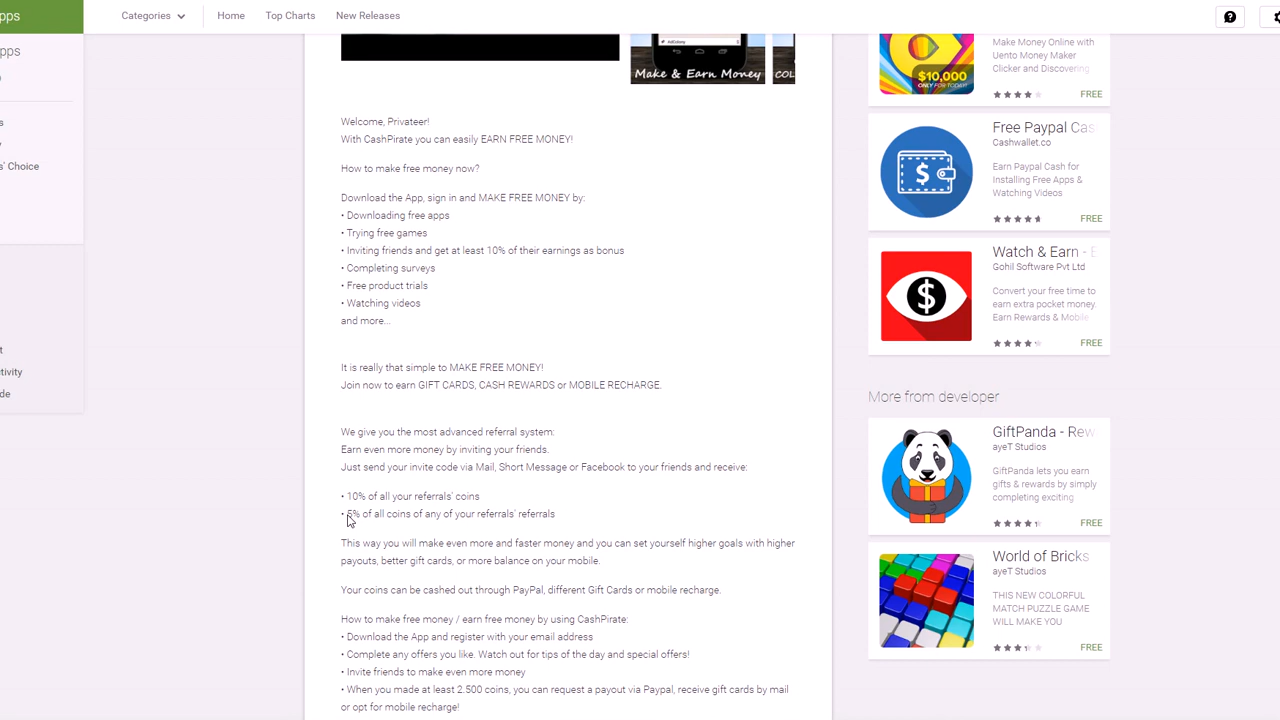 pps
Categories
Home
Top Charts
New Releases
pps
s
s' Choice
t
tivity
de
AdColony
Make & Earn Money
COL
Welcome, Privateer!
With CashPirate you can easily EARN FREE MONEY!
How to make free money now?
Download the App, sign in and MAKE FREE MONEY by:
• Downloading free apps
• Trying free games
• Inviting friends and get at least 10% of their earnings as bonus
• Completing surveys
• Free product trials
• Watching videos
and more...
It is really that simple to MAKE FREE MONEY!
Join now to earn GIFT CARDS, CASH REWARDS or MOBILE RECHARGE.
We give you the most advanced referral system:
Earn even more money by inviting your friends.
Just send your invite code via Mail, Short Message or Facebook to your friends and receive:
• 10% of all your referrals' coins
• 5% of all coins of any of your referrals' referrals
This way you will make even more and faster money and you can set yourself higher goals with higher
payouts, better gift cards, or more balance on your mobile.
Your coins can be cashed out through PayPal, different Gift Cards or mobile recharge.
How to make free money / earn free money by using CashPirate:
• Download the App and register with your email address
• Complete any offers you like. Watch out for tips of the day and special offers!
• Invite friends to make even more money
• When you made at least 2.500 coins, you can request a payout via Paypal, receive gift cards by mail
or opt for mobile recharge!
$10,000
ONLY FOR TODAY!
Make Money Online with
Uento Money Maker
Clicker and Discovering
FREE
Free Paypal Cas
Cashwallet.co
Earn Paypal Cash for
Installing Free Apps &
Watching Videos
FREE
Watch & Earn - E
Gohil Software Pvt Ltd
Convert your free time to
earn extra pocket money.
Earn Rewards & Mobile
FREE
More from developer
GiftPanda - Rew
ayeT Studios
GiftPanda lets you earn
gifts & rewards by simply
completing exciting
FREE
World of Bricks
ayeT Studios
THIS NEW COLORFUL
MATCH PUZZLE GAME
WILL MAKE YOU
FREE